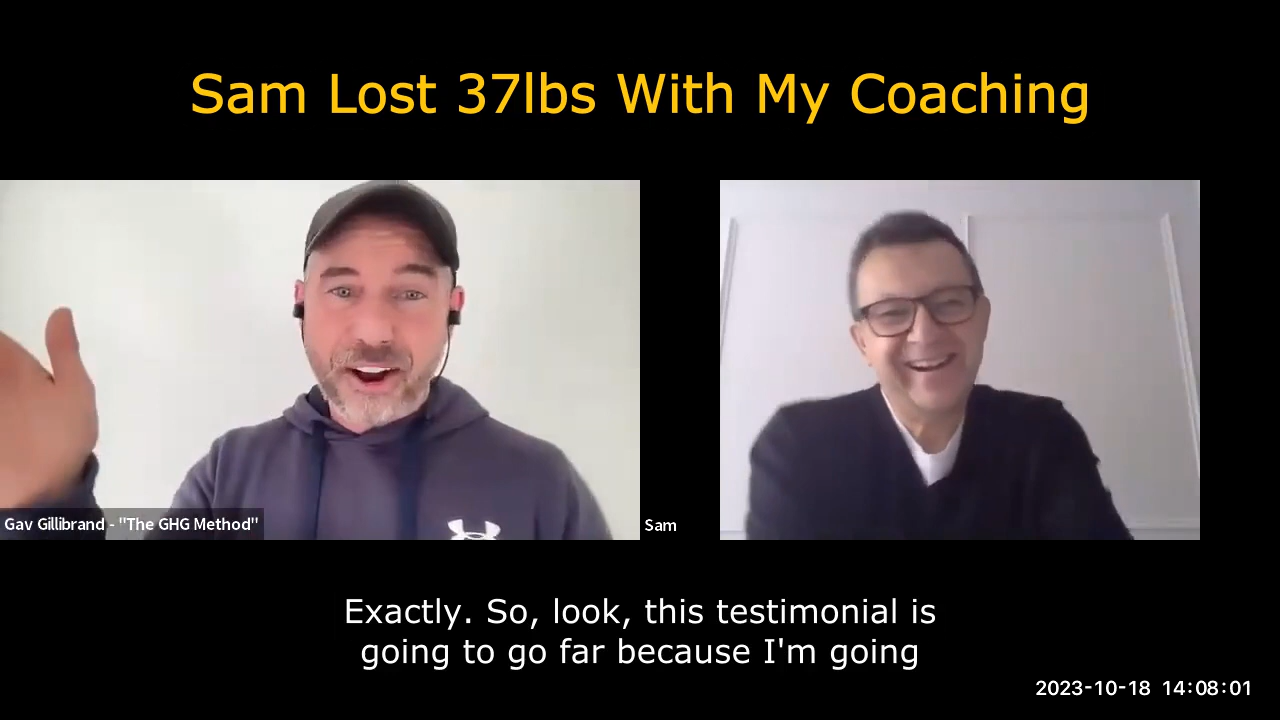 Sam Lost 37lbs With My Coaching
Gav Gillibrand - "The GHG Method"
Sam
Exactly. So, look, this testimonial is
going to go far because I'm going
2023-10-18 14:08:01